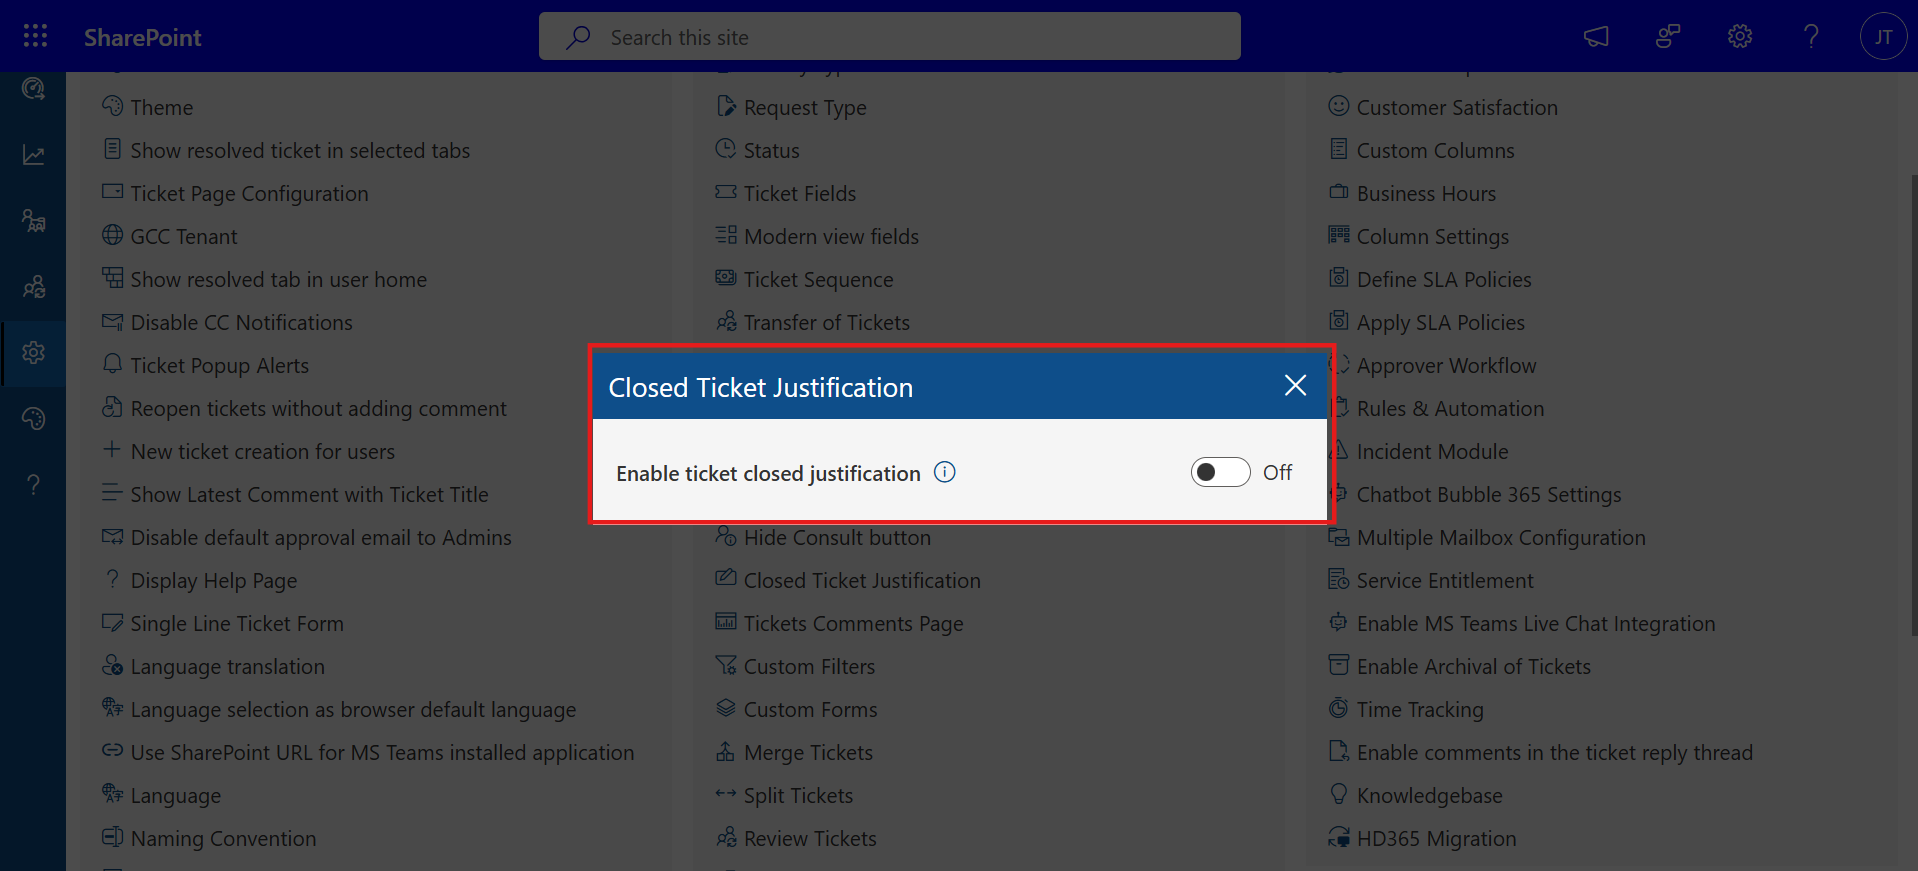 SharePoint
Search this site
JT
Theme
Show resolved ticket in selected tabs
Ticket Page Configuration
GCC Tenant
Show resolved tab in user home
Disable CC Notifications
Ticket Popup Alerts
Reopen tickets without adding comment
New ticket creation for users
Show Latest Comment with Ticket Title
Disable default approval email to Admins
Display Help Page
Single Line Ticket Form
Language translation
Language selection as browser default language
Use SharePoint URL for MS Teams installed application
Language
Naming Convention
Request Type
Status
Ticket Fields
Modern view fields
Ticket Sequence
Transfer of Tickets
Closed Ticket Justification
Enable ticket closed justification
Off
Hide Consult button
Closed Ticket Justification
Tickets Comments Page
Custom Filters
Custom Forms
Merge Tickets
Split Tickets
Review Tickets
Customer Satisfaction
Custom Columns
Business Hours
Column Settings
Define SLA Policies
Apply SLA Policies
Approver Workflow
Rules & Automation
Incident Module
Chatbot Bubble 365 Settings
Multiple Mailbox Configuration
Service Entitlement
Enable MS Teams Live Chat Integration
Enable Archival of Tickets
Time Tracking
Enable comments in the ticket reply thread
Knowledgebase
HD365 Migration